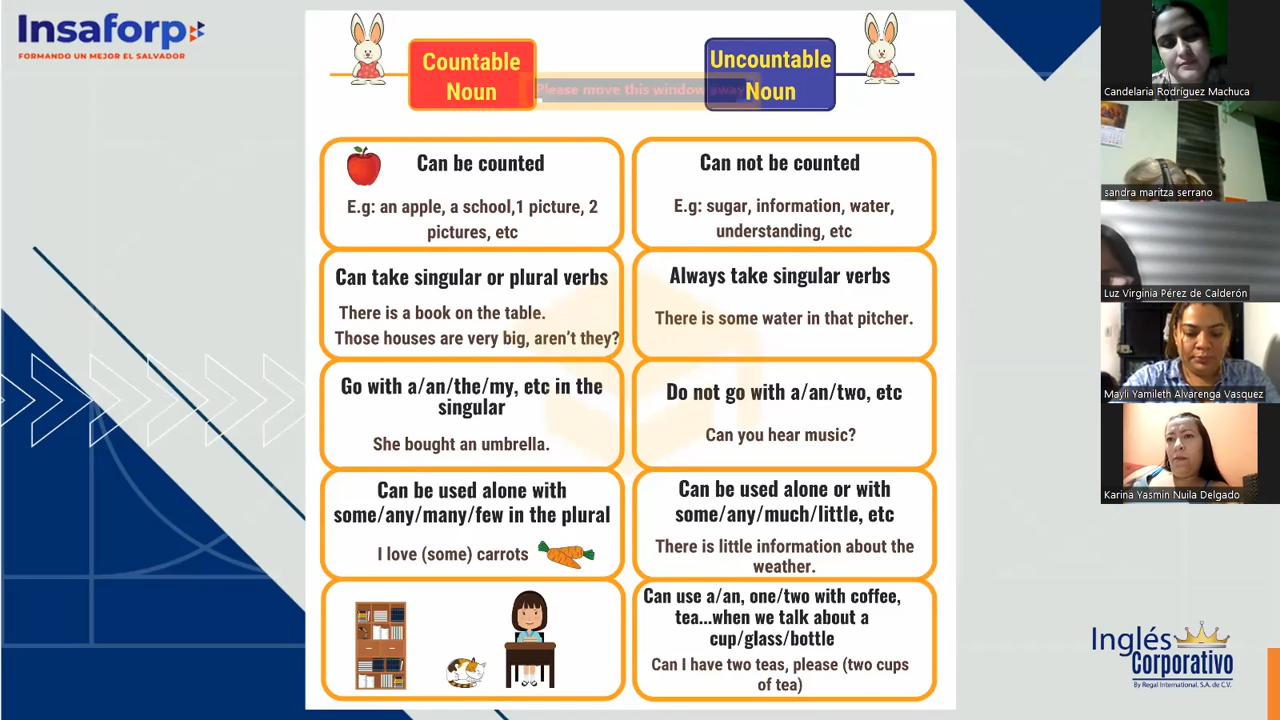 Insaforp
FORMANDO UN MEJOR EL SALVADOR
Countable
Noun
Uncountable
Noun
Please move this window away
Can be counted
E.g: an apple, a school,1 picture, 2
pictures, etc
Can not be counted
E.g: sugar, information, water,
understanding, etc
Can take singular or plural verbs
There is a book on the table.
Those houses are very big, aren't they?
Always take singular verbs
There is some water in that pitcher.
Go with a/an/the/my, etc in the
singular
She bought an umbrella.
Do not go with a/an/two, etc
Can you hear music?
Can be used alone with
some/any/many/few in the plural
I love (some) carrots
Can be used alone or with
some/any/much/little, etc
There is little information about the
weather.
Can use a/an, one/two with coffee,
tea...when we talk about a
cup/glass/bottle
Can I have two teas, please (two cups
of tea)
Candelaria Rodríguez Machuca
sandra maritza serrano
Luz Virginia Pérez de Calderón
Mayli Yamileth Alvarenga Vasquez
Karina Yasmin Nuila Delgado
Inglés
Corporativo
By Regal International, S.A. de C.V.